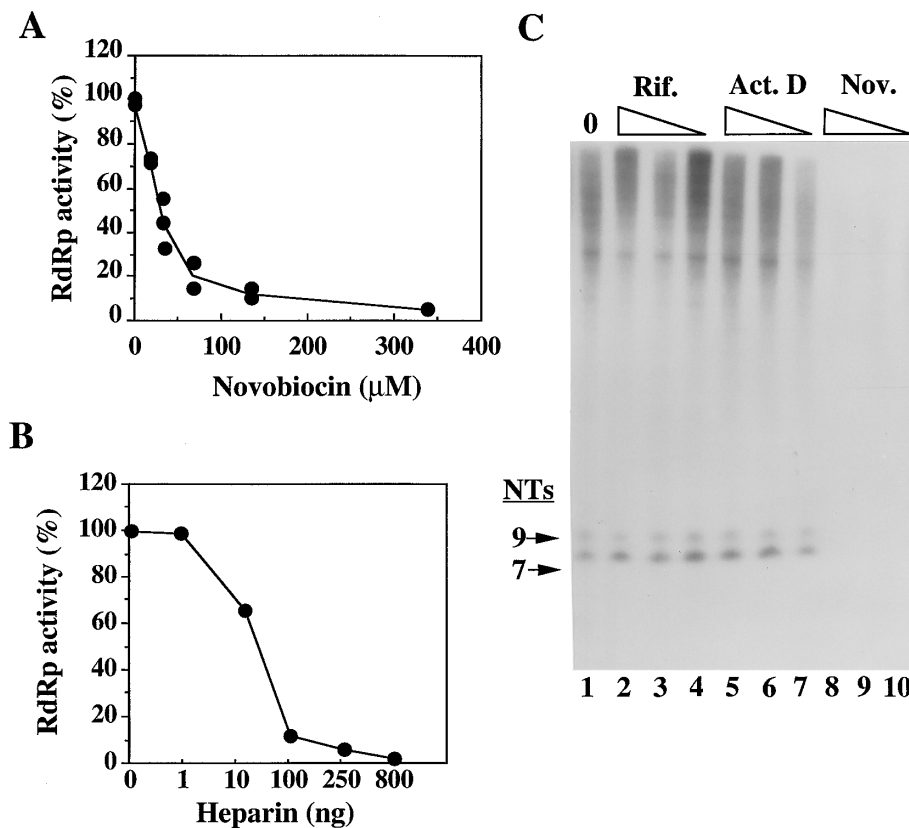 A
120
100
80
60
40
20
0
RdRp activity (%)
0 100 200 300 400
Novobiocin (µM)
B
120
100
80
60
40
20
0
RdRp activity (%)
0 1 10 100 250 800
Heparin (ng)
C
Rif. Act. D Nov.
0
NTs
9
7
1 2 3 4 5 6 7 8 9 10